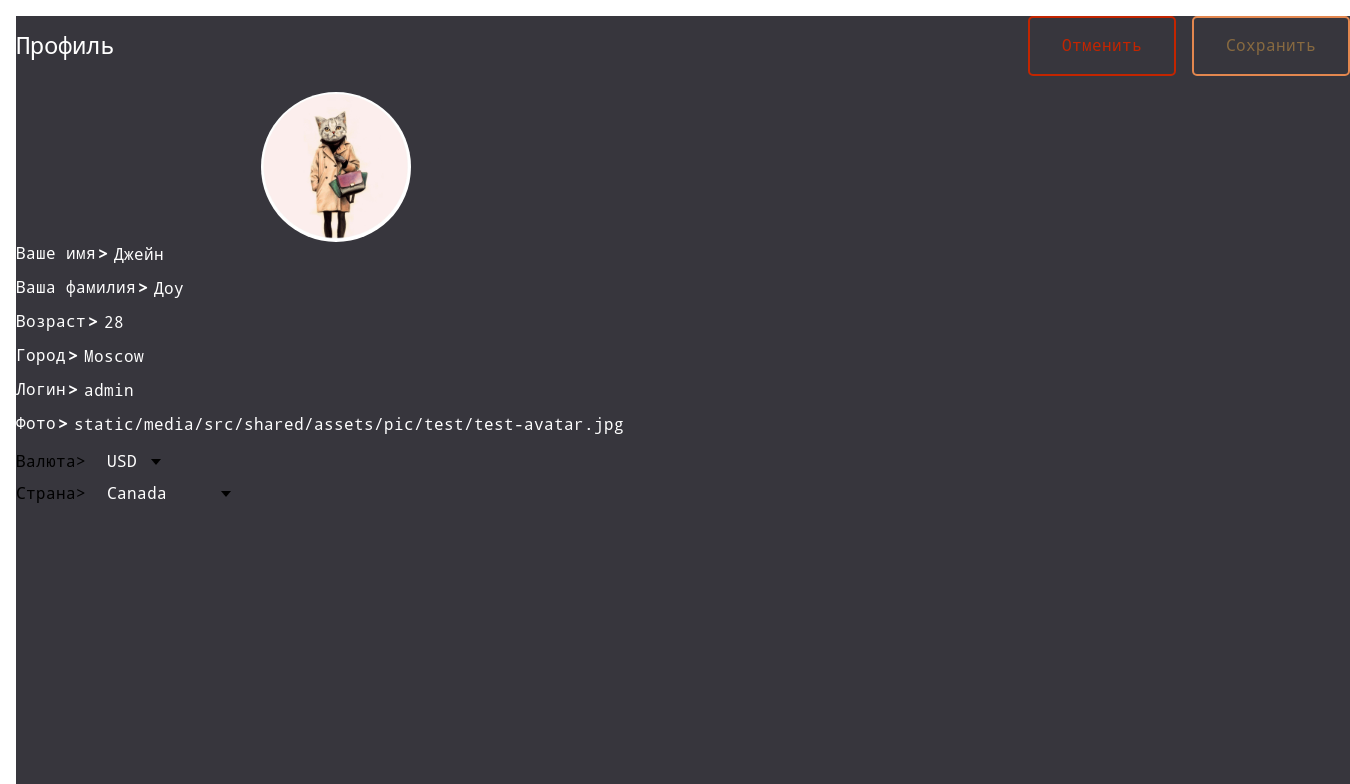 Профиль
Отменить
Сохранить
Ваше имя> Джейн
Ваша фамилия> Доу
Возраст> 28
Город> Moscow
Логин> admin
Фото> static/media/src/shared/assets/pic/test/test-avatar.jpg
Валюта> USD
Страна> Canada